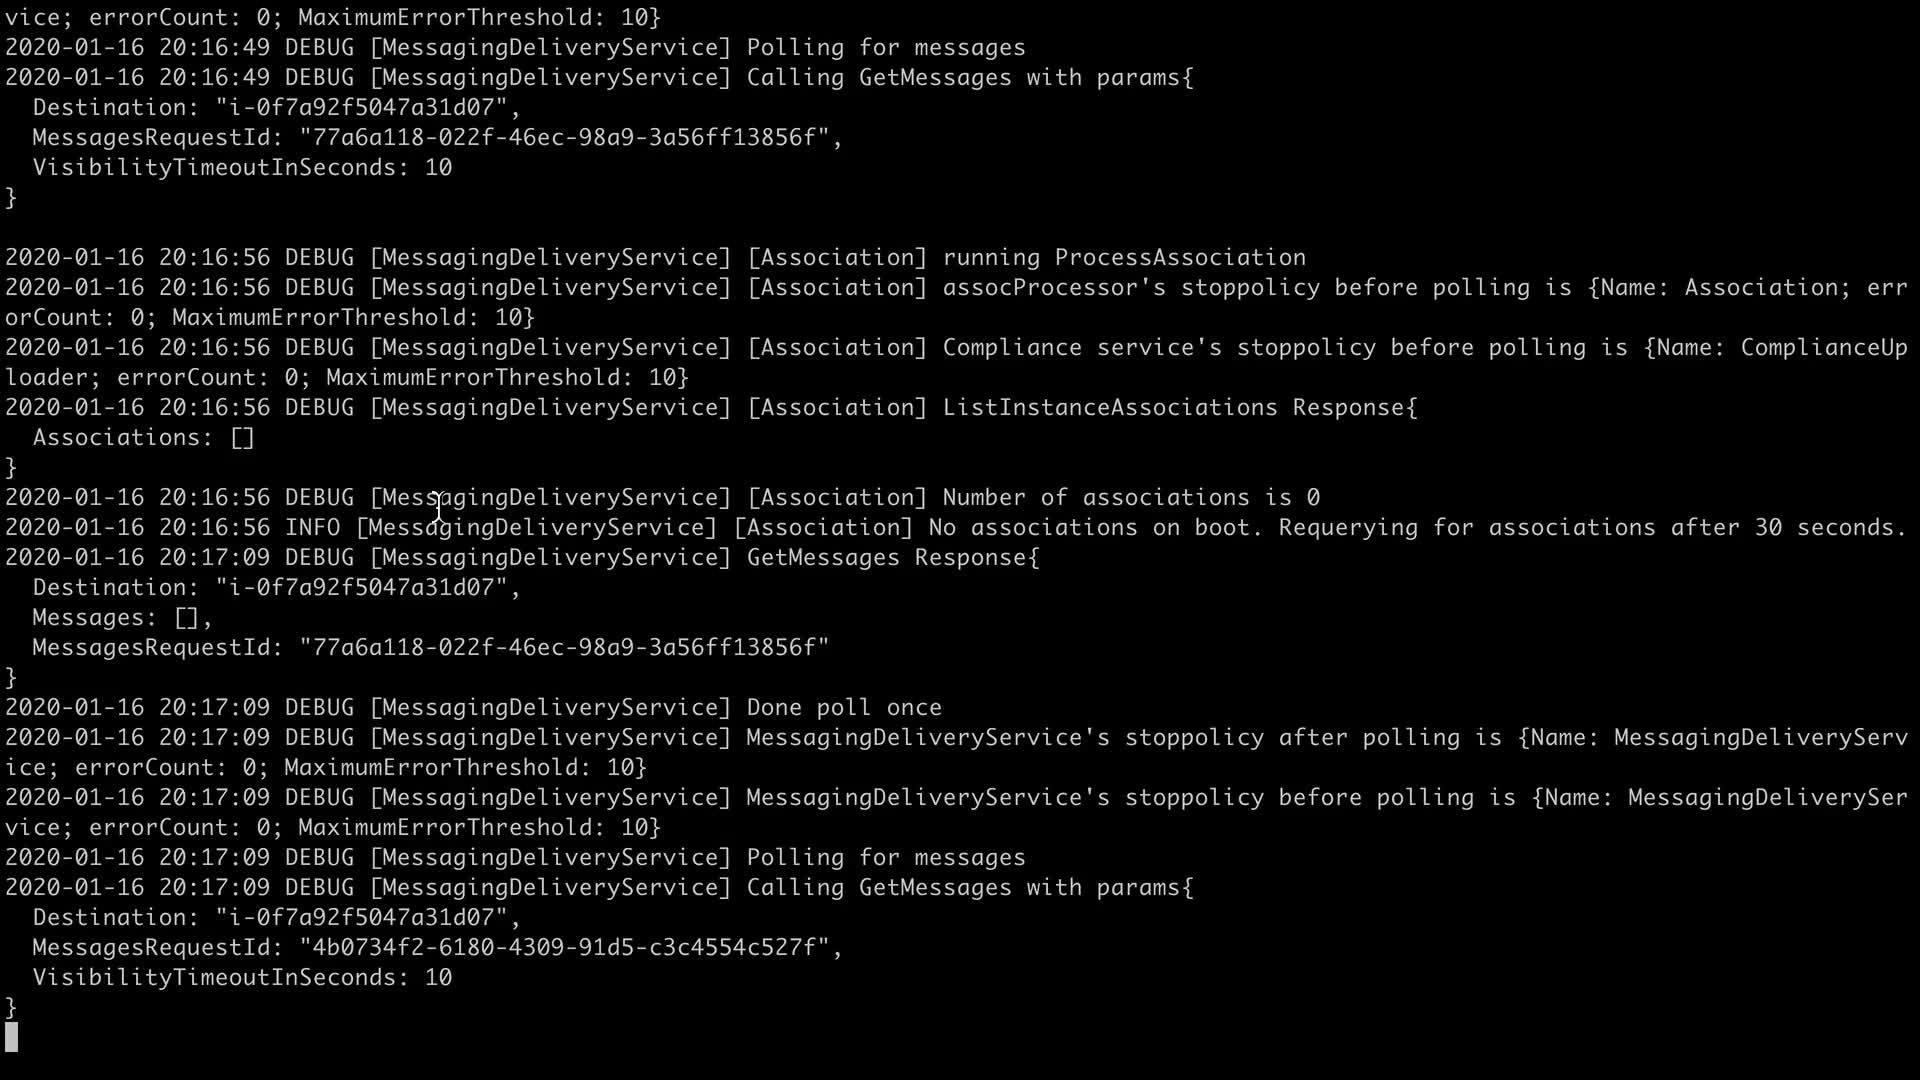 vice; errorCount: 0; MaximumErrorThreshold: 10}
2020-01-16 20:16:49 DEBUG [MessagingDeliveryService] Polling for messages
2020-01-16 20:16:49 DEBUG [MessagingDeliveryService] Calling GetMessages with params{
  Destination: "i-0f7a92f5047a31d07",
  MessagesRequestId: "77a6a118-022f-46ec-98a9-3a56ff13856f",
  VisibilityTimeoutInSeconds: 10
}

2020-01-16 20:16:56 DEBUG [MessagingDeliveryService] [Association] running ProcessAssociation
2020-01-16 20:16:56 DEBUG [MessagingDeliveryService] [Association] assocProcessor's stoppolicy before polling is {Name: Association; err
orCount: 0; MaximumErrorThreshold: 10}
2020-01-16 20:16:56 DEBUG [MessagingDeliveryService] [Association] Compliance service's stoppolicy before polling is {Name: ComplianceUp
loader; errorCount: 0; MaximumErrorThreshold: 10}
2020-01-16 20:16:56 DEBUG [MessagingDeliveryService] [Association] ListInstanceAssociations Response{
  Associations: []
}
2020-01-16 20:16:56 DEBUG [MessagingDeliveryService] [Association] Number of associations is 0
2020-01-16 20:16:56 INFO [MessagingDeliveryService] [Association] No associations on boot. Requerying for associations after 30 seconds.
2020-01-16 20:17:09 DEBUG [MessagingDeliveryService] GetMessages Response{
  Destination: "i-0f7a92f5047a31d07",
  Messages: [],
  MessagesRequestId: "77a6a118-022f-46ec-98a9-3a56ff13856f"
}
2020-01-16 20:17:09 DEBUG [MessagingDeliveryService] Done poll once
2020-01-16 20:17:09 DEBUG [MessagingDeliveryService] MessagingDeliveryService's stoppolicy after polling is {Name: MessagingDeliveryServ
ice; errorCount: 0; MaximumErrorThreshold: 10}
2020-01-16 20:17:09 DEBUG [MessagingDeliveryService] MessagingDeliveryService's stoppolicy before polling is {Name: MessagingDeliverySer
vice; errorCount: 0; MaximumErrorThreshold: 10}
2020-01-16 20:17:09 DEBUG [MessagingDeliveryService] Polling for messages
2020-01-16 20:17:09 DEBUG [MessagingDeliveryService] Calling GetMessages with params{
  Destination: "i-0f7a92f5047a31d07",
  MessagesRequestId: "4b0734f2-6180-4309-91d5-c3c4554c527f",
  VisibilityTimeoutInSeconds: 10
}